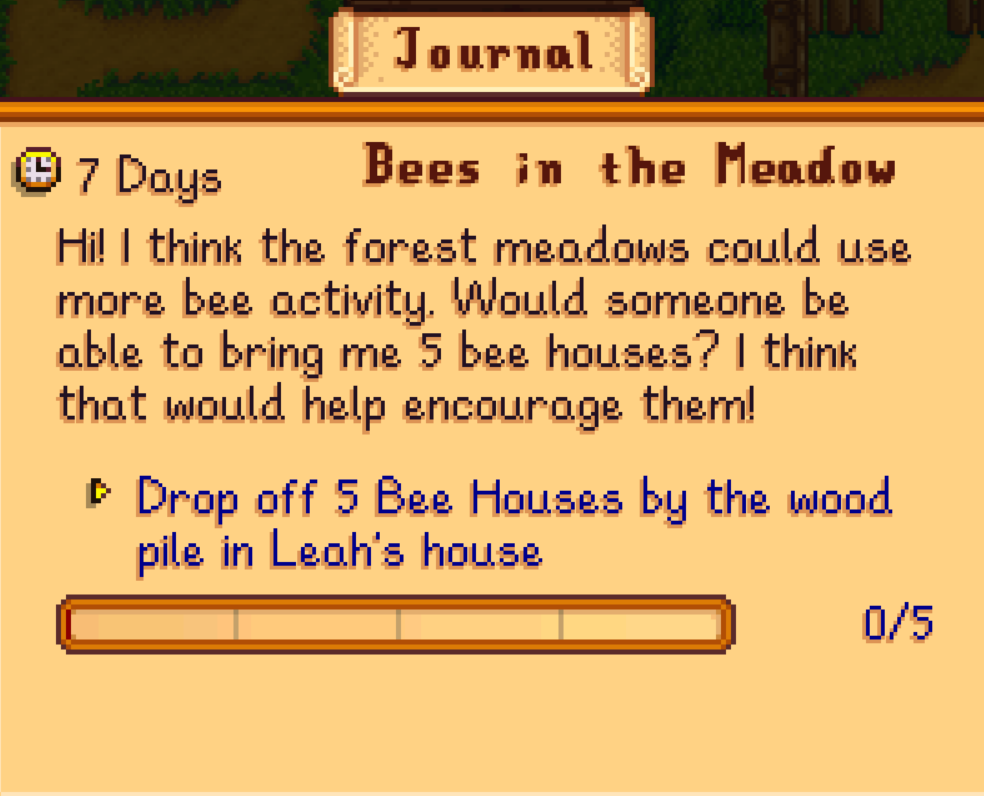 Journal
7 Days
Bees in the Meadow
Hi! I think the forest meadows could use
more bee activity. Would someone be
able to bring me 5 bee houses? I think
that would help encourage them!
Drop off 5 Bee Houses by the wood
pile in Leah's house
0/5